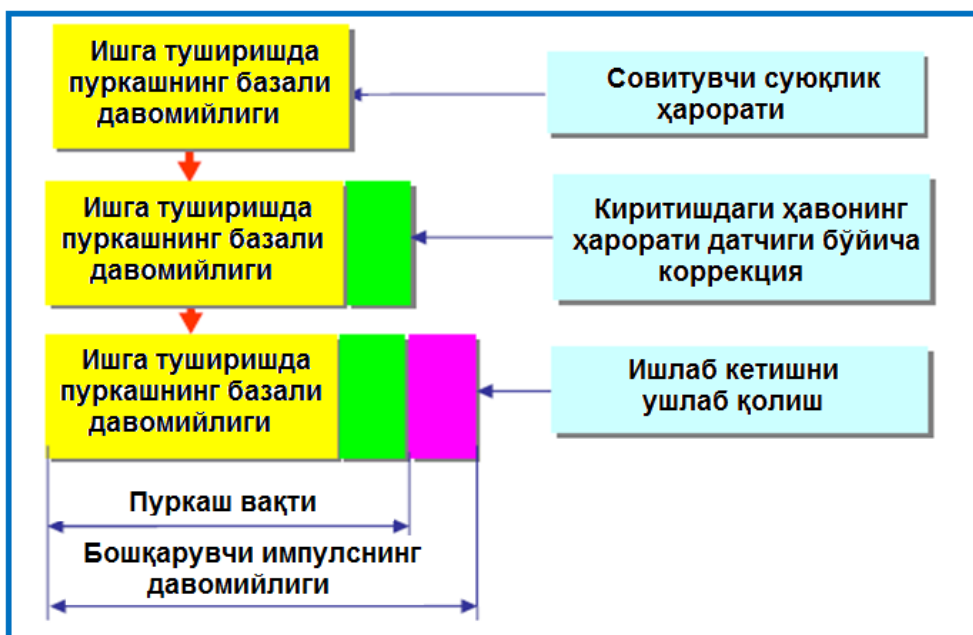 Ишга туширишда
пуркашнинг базали
давомийлиги
Совитувчи суюқлик
ҳарорати
Ишга туширишда
пуркашнинг базали
давомийлиги
Киритишдаги ҳавонинг
ҳарорати датчиги бўйича
коррекция
Ишга туширишда
пуркашнинг базали
давомийлиги
Ишлаб кетишни
ушлаб қолиш
Пуркаш вақти
Бошқарувчи импулснинг
давомийлиги